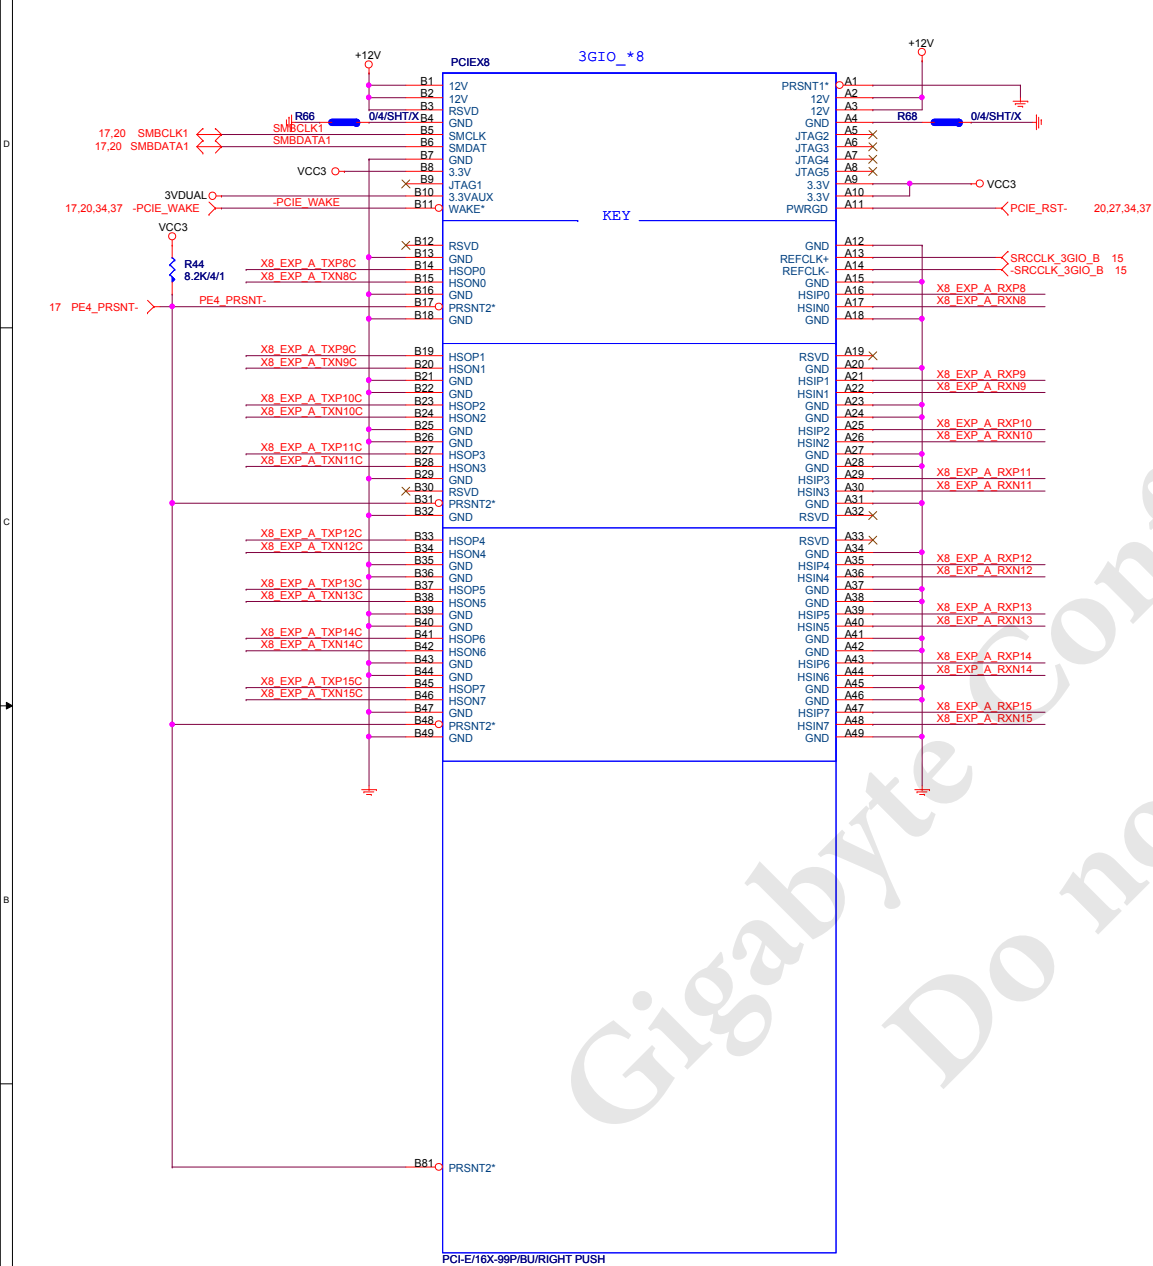 3GIO_*8
+12V
PCIEX8
+12V
B1 12V
B2 12V
B3 RSVD
R66 0/4/SHT/X B4 GND
17,20 SMBCLK1 SMBCLK1 B5 SMCLK
17,20 SMBDATA1 SMBDATA1 B6 SMDAT
B7 GND
VCC3 B8 3.3V
B9 JTAG1
3VDUAL B10 3.3VAUX
17,20,34,37 -PCIE_WAKE -PCIE_WAKE B11 WAKE*
PRSNT1* A1
12V A2
12V A3
GND A4 R68 0/4/SHT/X
JTAG2 A5
JTAG3 A6
JTAG4 A7
JTAG5 A8
3.3V A9 VCC3
3.3V A10
PWRGD A11 PCIE_RST- 20,27,34,37
KEY
VCC3
R44
8.2K/4/1
B12 RSVD
B13 GND
X8_EXP_A_TXP8C B14 HSOP0
X8_EXP_A_TXN8C B15 HSON0
B16 GND
17 PE4_PRSNT- PE4_PRSNT- B17 PRSNT2*
B18 GND
GND A12
REFCLK+ A13 SRCCLK_3GIO_B 15
REFCLK- A14 -SRCCLK_3GIO_B 15
GND A15
HSIP0 A16 X8_EXP_A_RXP8
HSIN0 A17 X8_EXP_A_RXN8
GND A18
X8_EXP_A_TXP9C B19 HSOP1
X8_EXP_A_TXN9C B20 HSON1
B21 GND
B22 GND
X8_EXP_A_TXP10C B23 HSOP2
X8_EXP_A_TXN10C B24 HSON2
B25 GND
B26 GND
X8_EXP_A_TXP11C B27 HSOP3
X8_EXP_A_TXN11C B28 HSON3
B29 GND
B30 RSVD
B31 PRSNT2*
B32 GND
RSVD A19
GND A20
HSIP1 A21 X8_EXP_A_RXP9
HSIN1 A22 X8_EXP_A_RXN9
GND A23
GND A24
HSIP2 A25 X8_EXP_A_RXP10
HSIN2 A26 X8_EXP_A_RXN10
GND A27
GND A28
HSIP3 A29 X8_EXP_A_RXP11
HSIN3 A30 X8_EXP_A_RXN11
GND A31
RSVD A32
X8_EXP_A_TXP12C B33 HSOP4
X8_EXP_A_TXN12C B34 HSON4
B35 GND
B36 GND
X8_EXP_A_TXP13C B37 HSOP5
X8_EXP_A_TXN13C B38 HSON5
B39 GND
B40 GND
X8_EXP_A_TXP14C B41 HSOP6
X8_EXP_A_TXN14C B42 HSON6
B43 GND
B44 GND
X8_EXP_A_TXP15C B45 HSOP7
X8_EXP_A_TXN15C B46 HSON7
B47 GND
B48 PRSNT2*
B49 GND
RSVD A33
GND A34
HSIP4 A35 X8_EXP_A_RXP12
HSIN4 A36 X8_EXP_A_RXN12
GND A37
GND A38
HSIP5 A39 X8_EXP_A_RXP13
HSIN5 A40 X8_EXP_A_RXN13
GND A41
GND A42
HSIP6 A43 X8_EXP_A_RXP14
HSIN6 A44 X8_EXP_A_RXN14
GND A45
GND A46
HSIP7 A47 X8_EXP_A_RXP15
HSIN7 A48 X8_EXP_A_RXN15
GND A49
B81 PRSNT2*
PCI-E/16X-99P/BU/RIGHT PUSH
D
C
B
Gigabyte Conf
Do no